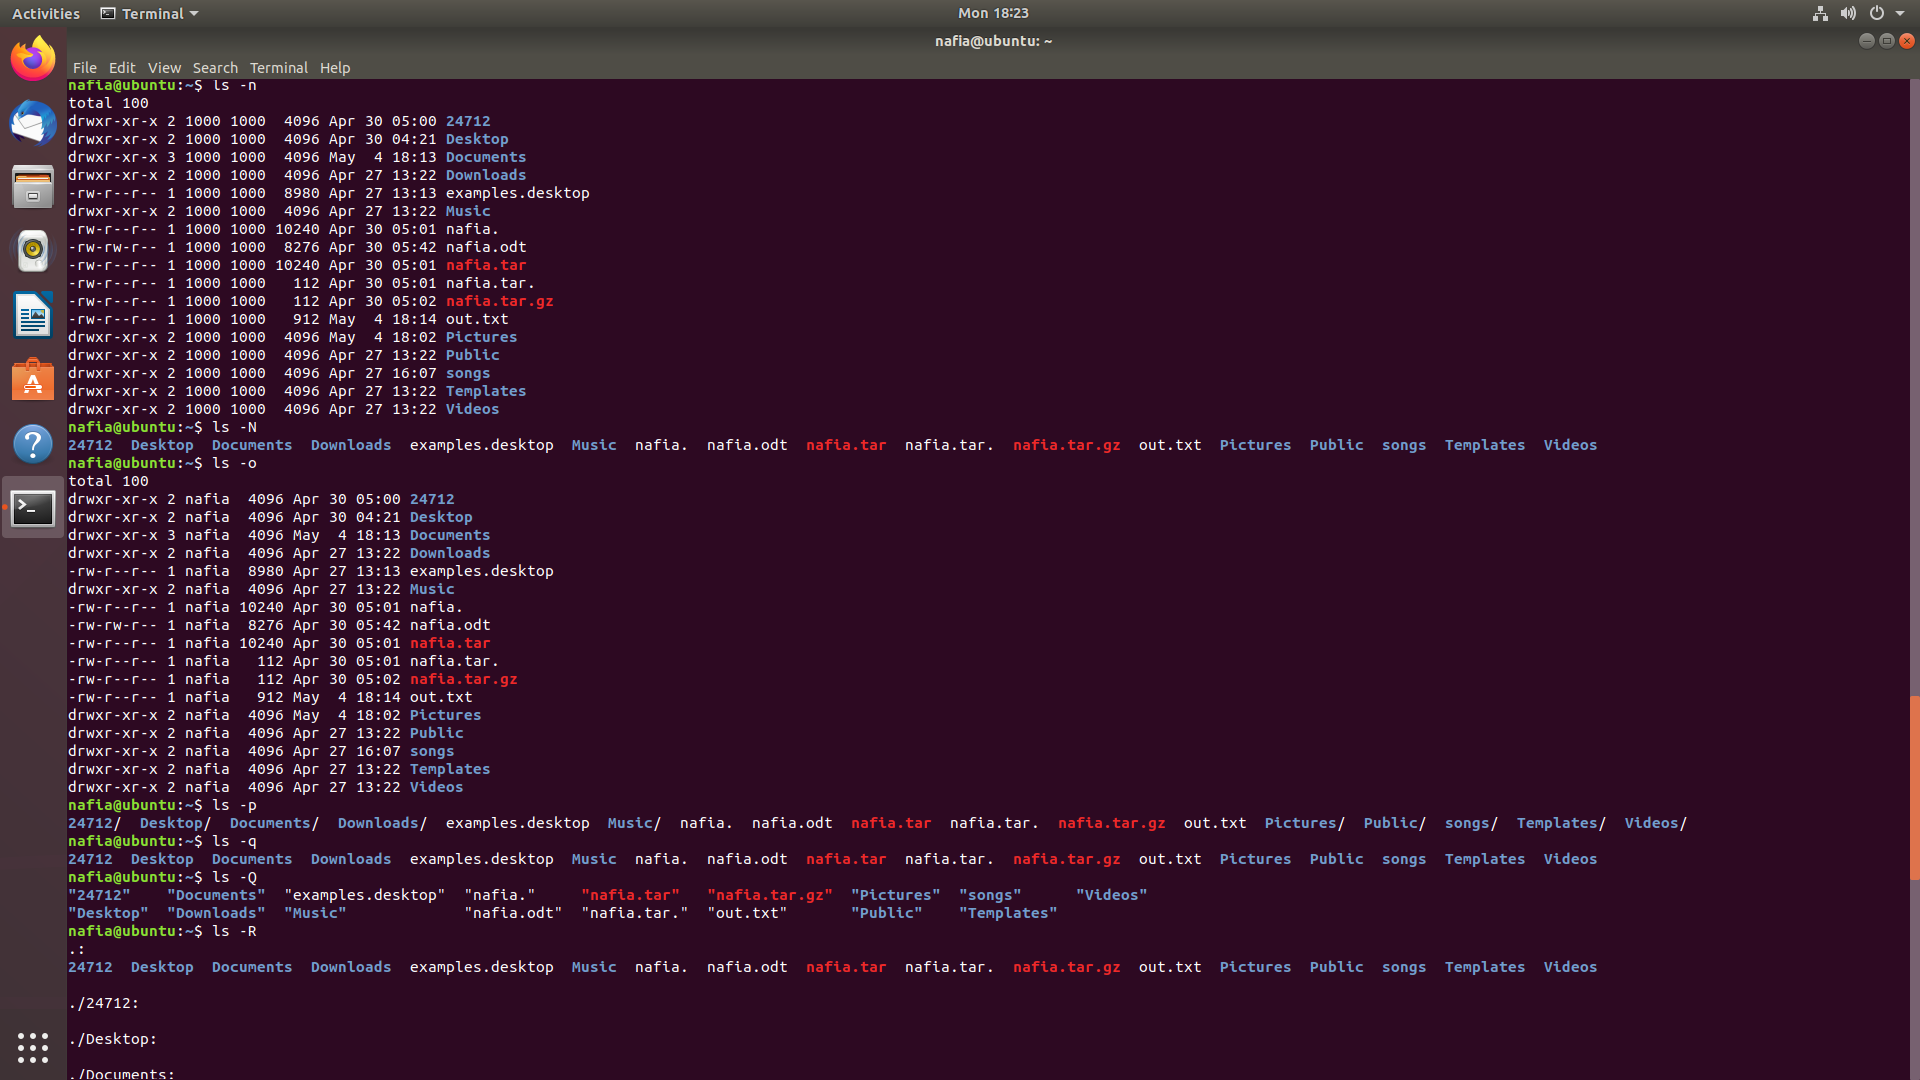 Activities Terminal Mon 18:23
nafia@ubuntu: ~
File Edit View Search Terminal Help
nafia@ubuntu:~$ ls -n
total 100
drwxr-xr-x 2 1000 1000  4096 Apr 30 05:00 24712
drwxr-xr-x 2 1000 1000  4096 Apr 30 04:21 Desktop
drwxr-xr-x 3 1000 1000  4096 May  4 18:13 Documents
drwxr-xr-x 2 1000 1000  4096 Apr 27 13:22 Downloads
-rw-r--r-- 1 1000 1000  8980 Apr 27 13:13 examples.desktop
drwxr-xr-x 2 1000 1000  4096 Apr 27 13:22 Music
-rw-r--r-- 1 1000 1000 10240 Apr 30 05:01 nafia.
-rw-rw-r-- 1 1000 1000  8276 Apr 30 05:42 nafia.odt
-rw-r--r-- 1 1000 1000 10240 Apr 30 05:01 nafia.tar
-rw-r--r-- 1 1000 1000   112 Apr 30 05:01 nafia.tar.
-rw-r--r-- 1 1000 1000   112 Apr 30 05:02 nafia.tar.gz
-rw-r--r-- 1 1000 1000   912 May  4 18:14 out.txt
drwxr-xr-x 2 1000 1000  4096 May  4 18:02 Pictures
drwxr-xr-x 2 1000 1000  4096 Apr 27 13:22 Public
drwxr-xr-x 2 1000 1000  4096 Apr 27 16:07 songs
drwxr-xr-x 2 1000 1000  4096 Apr 27 13:22 Templates
drwxr-xr-x 2 1000 1000  4096 Apr 27 13:22 Videos
nafia@ubuntu:~$ ls -N
24712  Desktop  Documents  Downloads  examples.desktop  Music  nafia.  nafia.odt  nafia.tar  nafia.tar.  nafia.tar.gz  out.txt  Pictures  Public  songs  Templates  Videos
nafia@ubuntu:~$ ls -o
total 100
drwxr-xr-x 2 nafia  4096 Apr 30 05:00 24712
drwxr-xr-x 2 nafia  4096 Apr 30 04:21 Desktop
drwxr-xr-x 3 nafia  4096 May  4 18:13 Documents
drwxr-xr-x 2 nafia  4096 Apr 27 13:22 Downloads
-rw-r--r-- 1 nafia  8980 Apr 27 13:13 examples.desktop
drwxr-xr-x 2 nafia  4096 Apr 27 13:22 Music
-rw-r--r-- 1 nafia 10240 Apr 30 05:01 nafia.
-rw-rw-r-- 1 nafia  8276 Apr 30 05:42 nafia.odt
-rw-r--r-- 1 nafia 10240 Apr 30 05:01 nafia.tar
-rw-r--r-- 1 nafia   112 Apr 30 05:01 nafia.tar.
-rw-r--r-- 1 nafia   112 Apr 30 05:02 nafia.tar.gz
-rw-r--r-- 1 nafia   912 May  4 18:14 out.txt
drwxr-xr-x 2 nafia  4096 May  4 18:02 Pictures
drwxr-xr-x 2 nafia  4096 Apr 27 13:22 Public
drwxr-xr-x 2 nafia  4096 Apr 27 16:07 songs
drwxr-xr-x 2 nafia  4096 Apr 27 13:22 Templates
drwxr-xr-x 2 nafia  4096 Apr 27 13:22 Videos
nafia@ubuntu:~$ ls -p
24712/  Desktop/  Documents/  Downloads/  examples.desktop  Music/  nafia.  nafia.odt  nafia.tar  nafia.tar.  nafia.tar.gz  out.txt  Pictures/  Public/  songs/  Templates/  Videos/
nafia@ubuntu:~$ ls -q
24712  Desktop  Documents  Downloads  examples.desktop  Music  nafia.  nafia.odt  nafia.tar  nafia.tar.  nafia.tar.gz  out.txt  Pictures  Public  songs  Templates  Videos
nafia@ubuntu:~$ ls -Q
"24712"    "Documents"  "examples.desktop"  "nafia."     "nafia.tar"   "nafia.tar.gz"  "Pictures"  "songs"      "Videos"
"Desktop"  "Downloads"  "Music"             "nafia.odt"  "nafia.tar."  "out.txt"       "Public"    "Templates"
nafia@ubuntu:~$ ls -R
.:
24712  Desktop  Documents  Downloads  examples.desktop  Music  nafia.  nafia.odt  nafia.tar  nafia.tar.  nafia.tar.gz  out.txt  Pictures  Public  songs  Templates  Videos
./24712:
./Desktop:
./Documents: